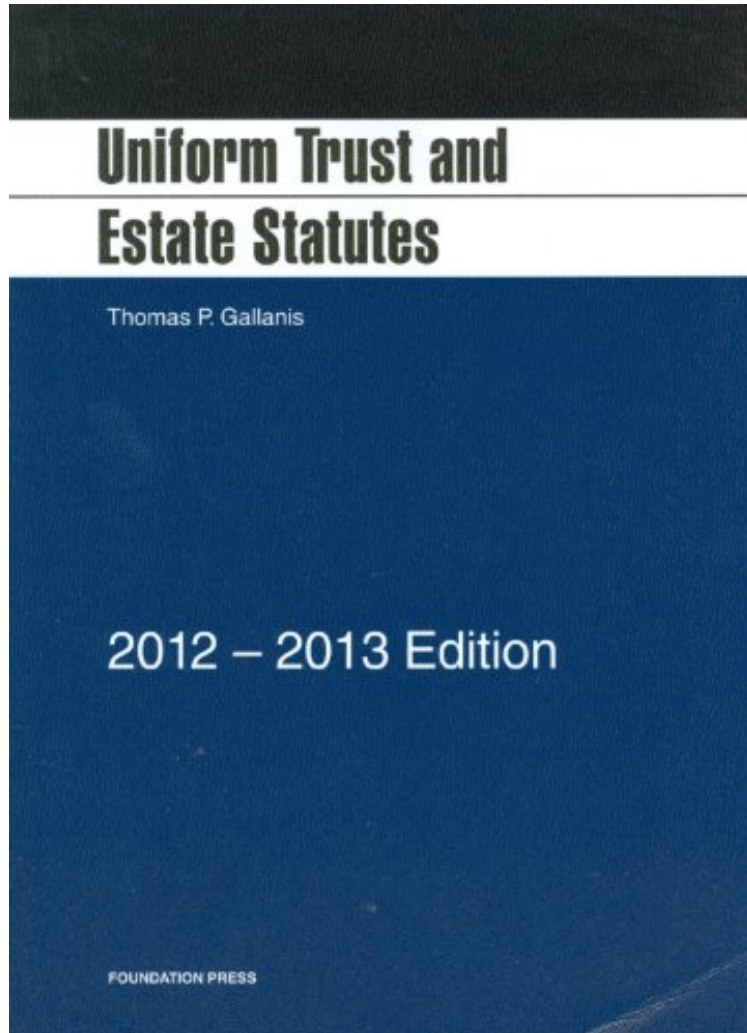 Uniform Trust and
Estate Statutes
Thomas P. Gallanis
2012 – 2013 Edition
FOUNDATION PRESS